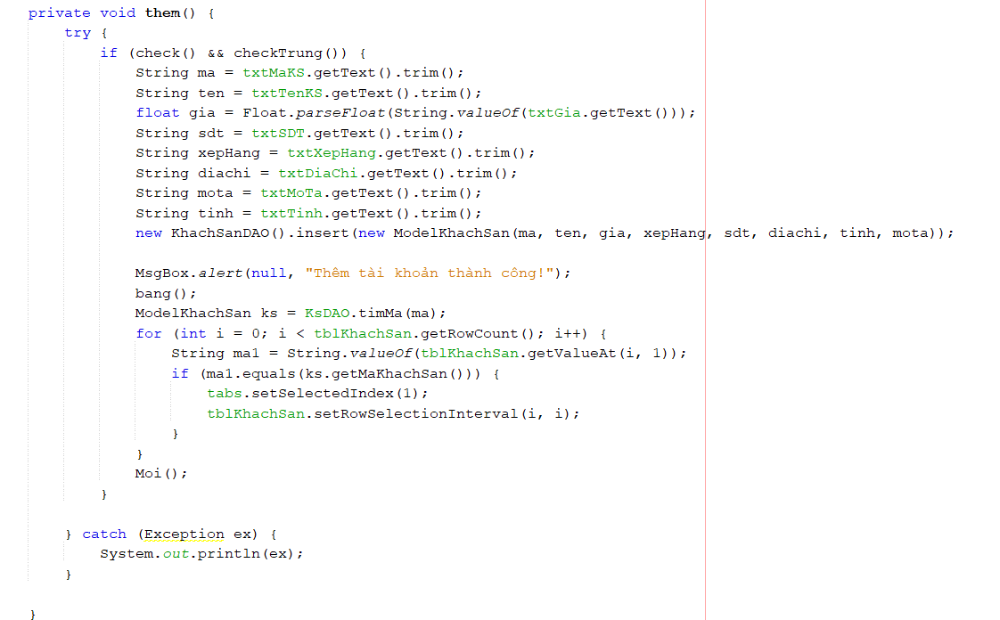 private void them() {
try {
if (check() && checkTrung()) {
String ma = txtMaKS.getText().trim();
String ten = txtTenKS.getText().trim();
float gia = Float.parseFloat(String.valueOf(txtGia.getText()));
String sdt = txtSDT.getText().trim();
String xepHang = txtXepHang.getText().trim();
String diachi = txtDiaChi.getText().trim();
String mota = txtMoTa.getText().trim();
String tinh = txtTinh.getText().trim();
new KhachSanDAO().insert(new ModelKhachSan(ma, ten, gia, xepHang, sdt, diachi, tinh, mota));
MsgBox.alert(null, "Thêm tài khoản thành công!");
bang();
ModelKhachSan ks = KsDAO.timMa(ma);
for (int i = 0; i < tblKhachSan.getRowCount(); i++) {
String ma1 = String.valueOf(tblKhachSan.getValueAt(i, 1));
if (ma1.equals(ks.getMaKhachSan())) {
tabs.setSelectedIndex(1);
tblKhachSan.setRowSelectionInterval(i, i);
}
}
Moi();
}
} catch (Exception ex) {
System.out.println(ex);
}
}